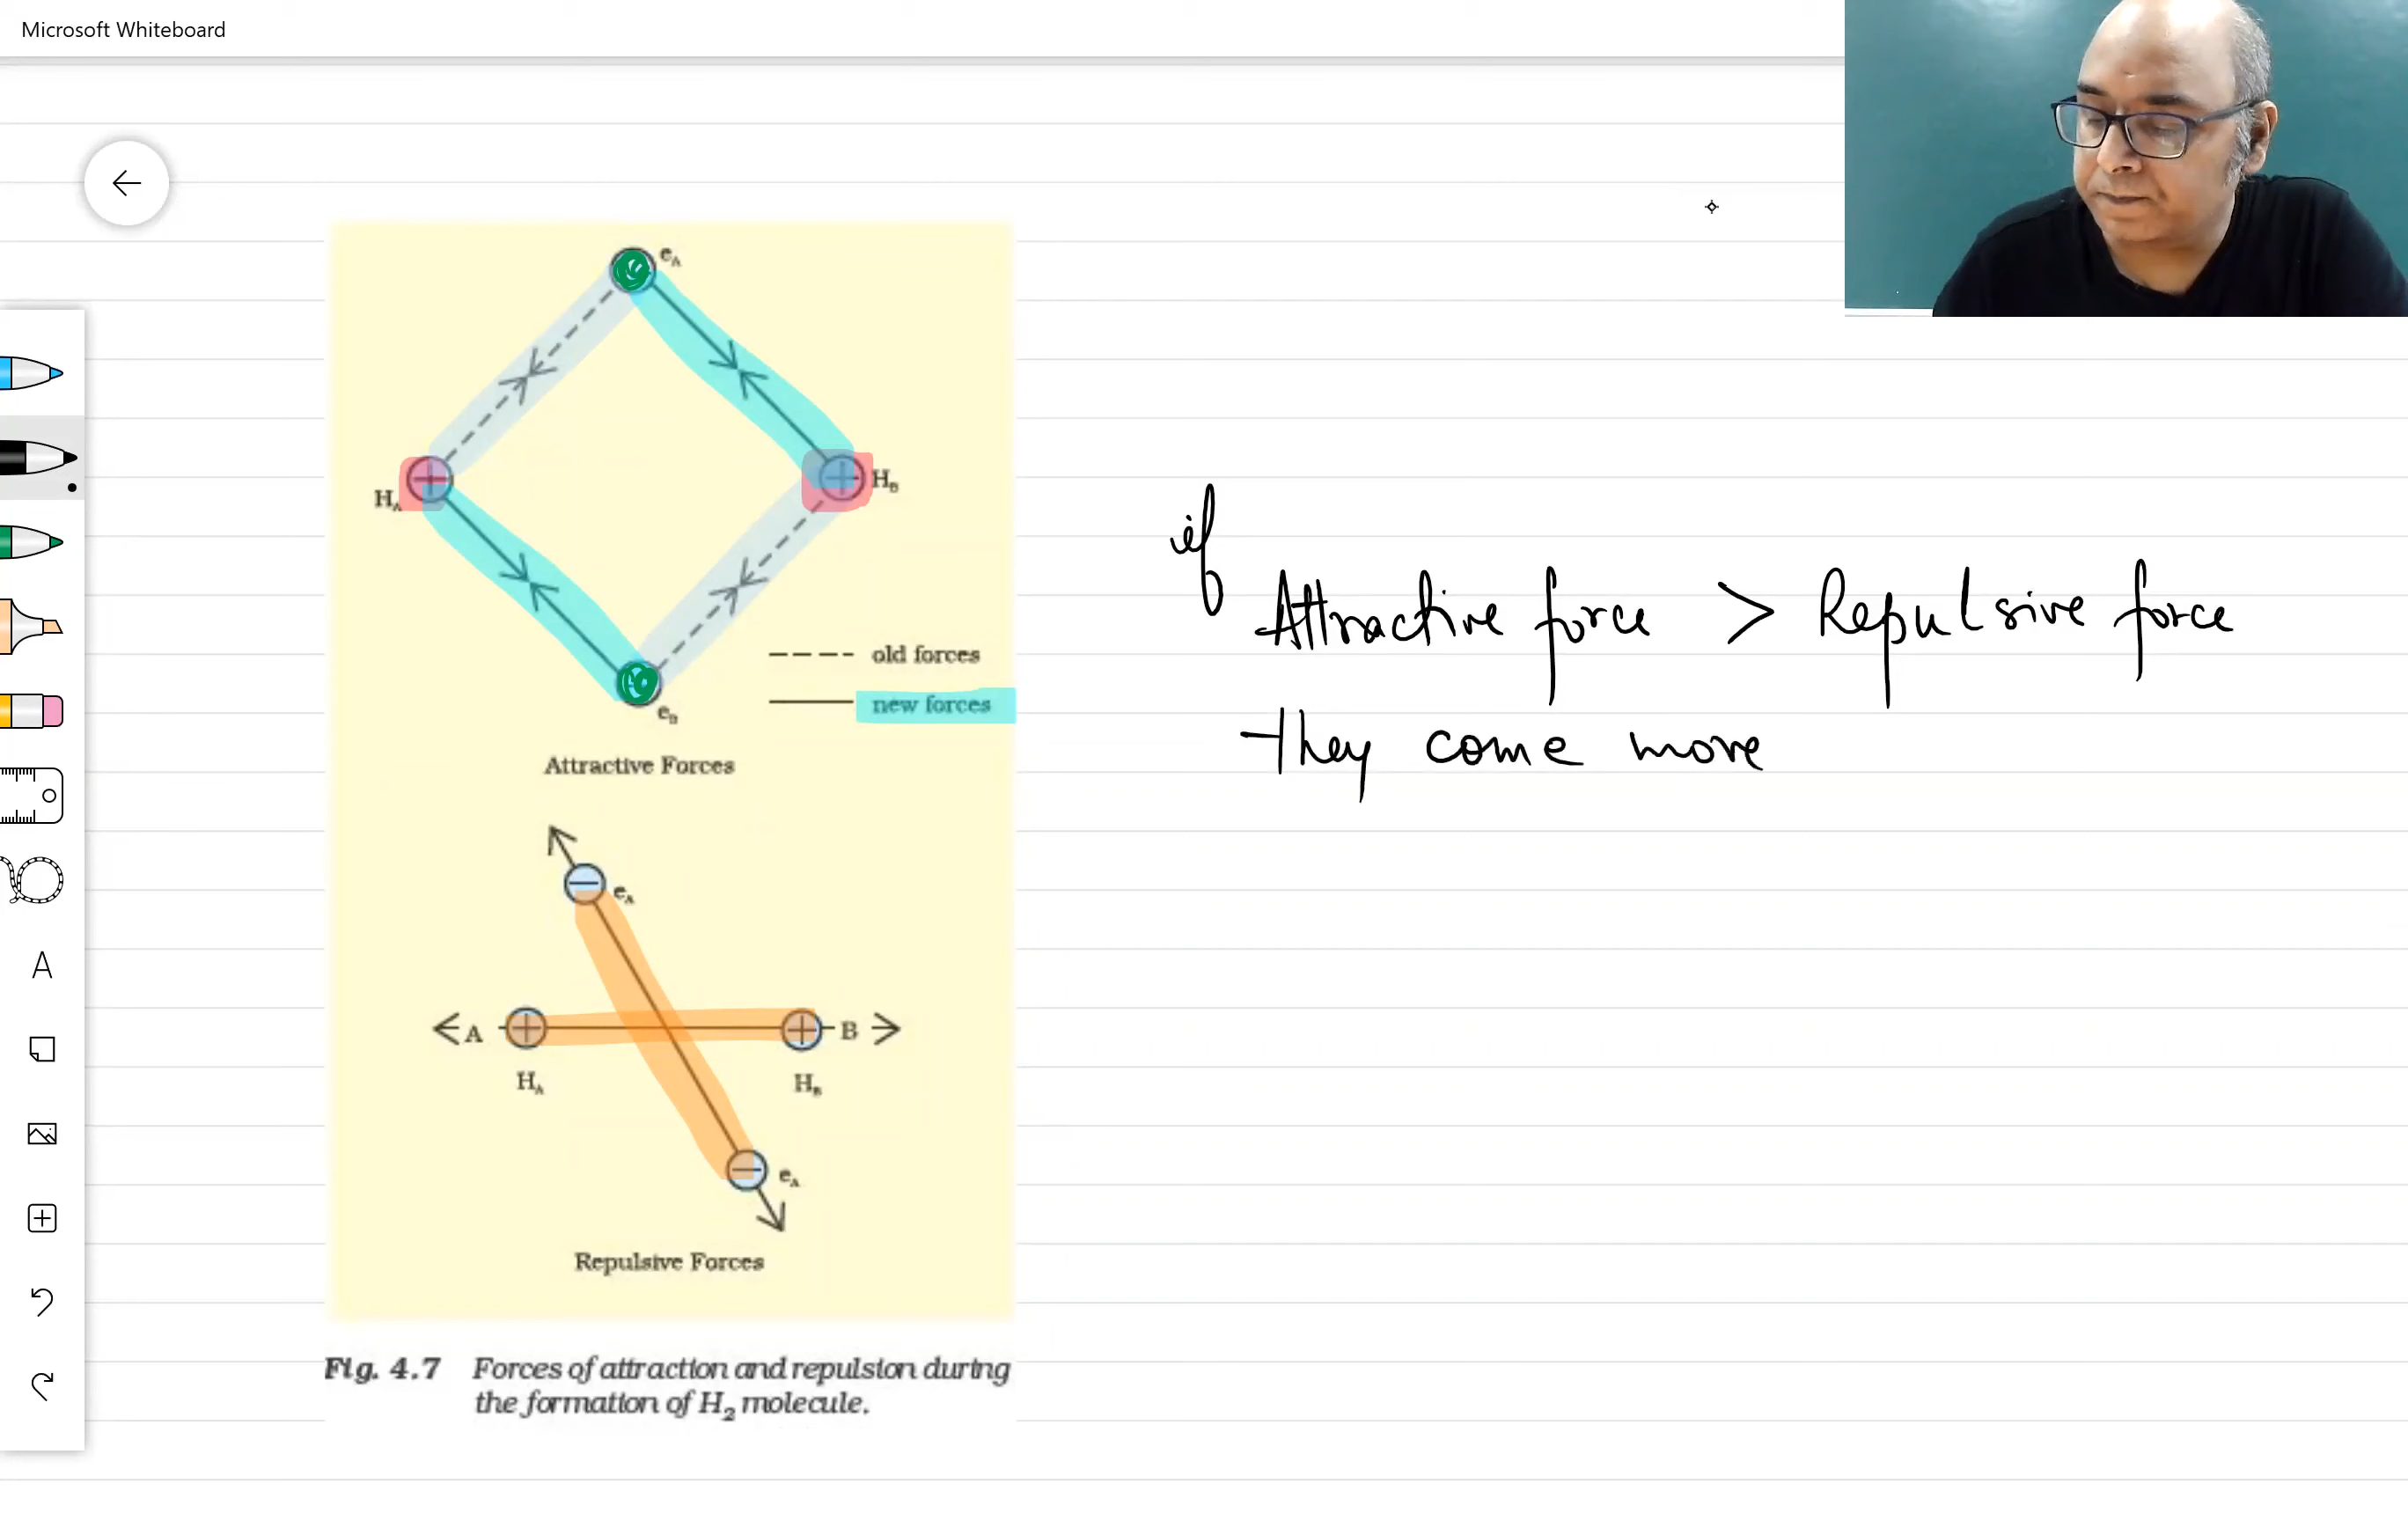 Microsoft Whiteboard
eA
HA
HB
old forces
new forces
eB
Attractive Forces
eA
A
B
HA
HB
eA
Repulsive Forces
Fig. 4.7 Forces of attraction and repulsion during
the formation of H₂ molecule.
if
Attractive force > Repulsive force
They come more
A